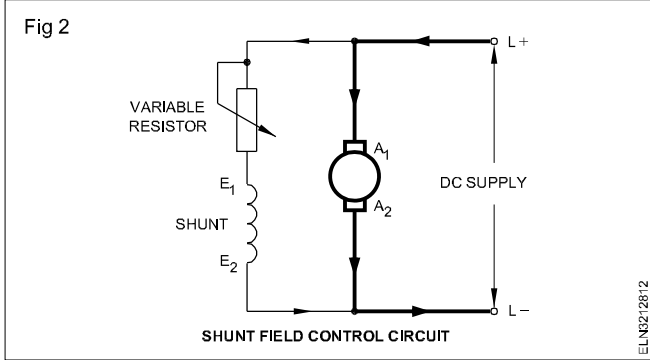 Fig 2
L+
VARIABLE
RESISTOR
A1
E1
DC SUPPLY
A2
SHUNT
E2
L-
SHUNT FIELD CONTROL CIRCUIT
ELN3212812